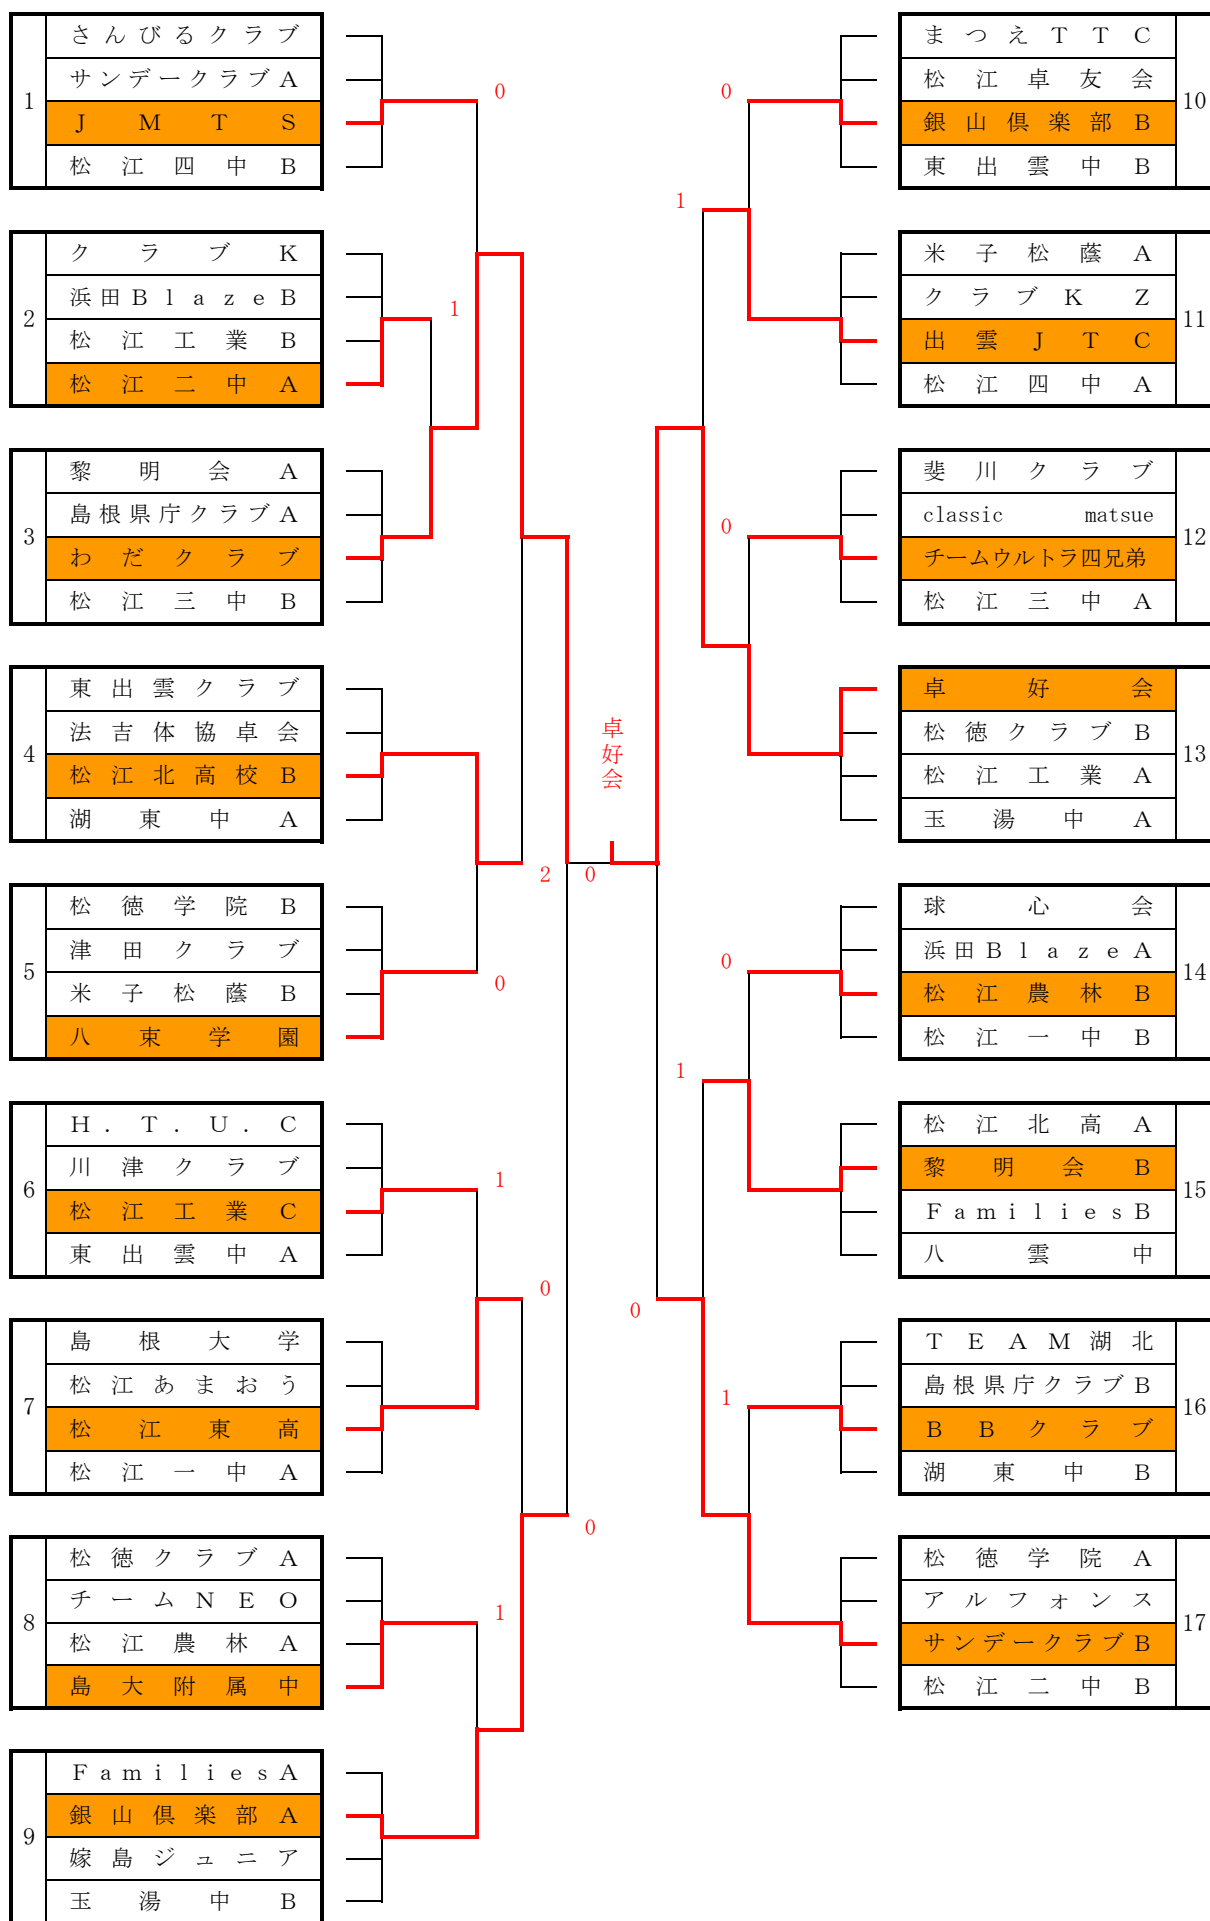 1
さんびるクラブ
サンデークラブA
JMTS
松江四中B
2
クラブK
浜田BlazeB
松江工業B
松江二中A
3
黎明会A
島根県庁クラブA
わだクラブ
松江三中B
4
東出雲クラブ
法吉体協卓会
松江北高校B
湖東中A
5
松徳学院B
津田クラブ
米子松蔭B
八束学園
6
H.T.U.C
川津クラブ
松江工業C
東出雲中A
7
島根大学
松江あまおう
松江東高
松江一中A
8
松徳クラブA
チームNEO
松江農林A
島大附属中
9
FamiliesA
銀山倶楽部A
嫁島ジュニア
玉湯中B
0
1
2
0
1
0
0
1
卓好会
0
0
1
0
0
1
0
1
10
まつえTTC
松江卓友会
銀山倶楽部B
東出雲中B
11
米子松蔭A
クラブKZ
出雲JTC
松江四中A
12
斐川クラブ
classic matsue
チームウルトラ四兄弟
松江三中A
13
卓好会
松徳クラブB
松江工業A
玉湯中A
14
球心会
浜田BlazeA
松江農林B
松江一中B
15
松江北高A
黎明会B
FamiliesB
八雲中
16
TEAM湖北
島根県庁クラブB
BBクラブ
湖東中B
17
松徳学院A
アルフォンス
サンデークラブB
松江二中B